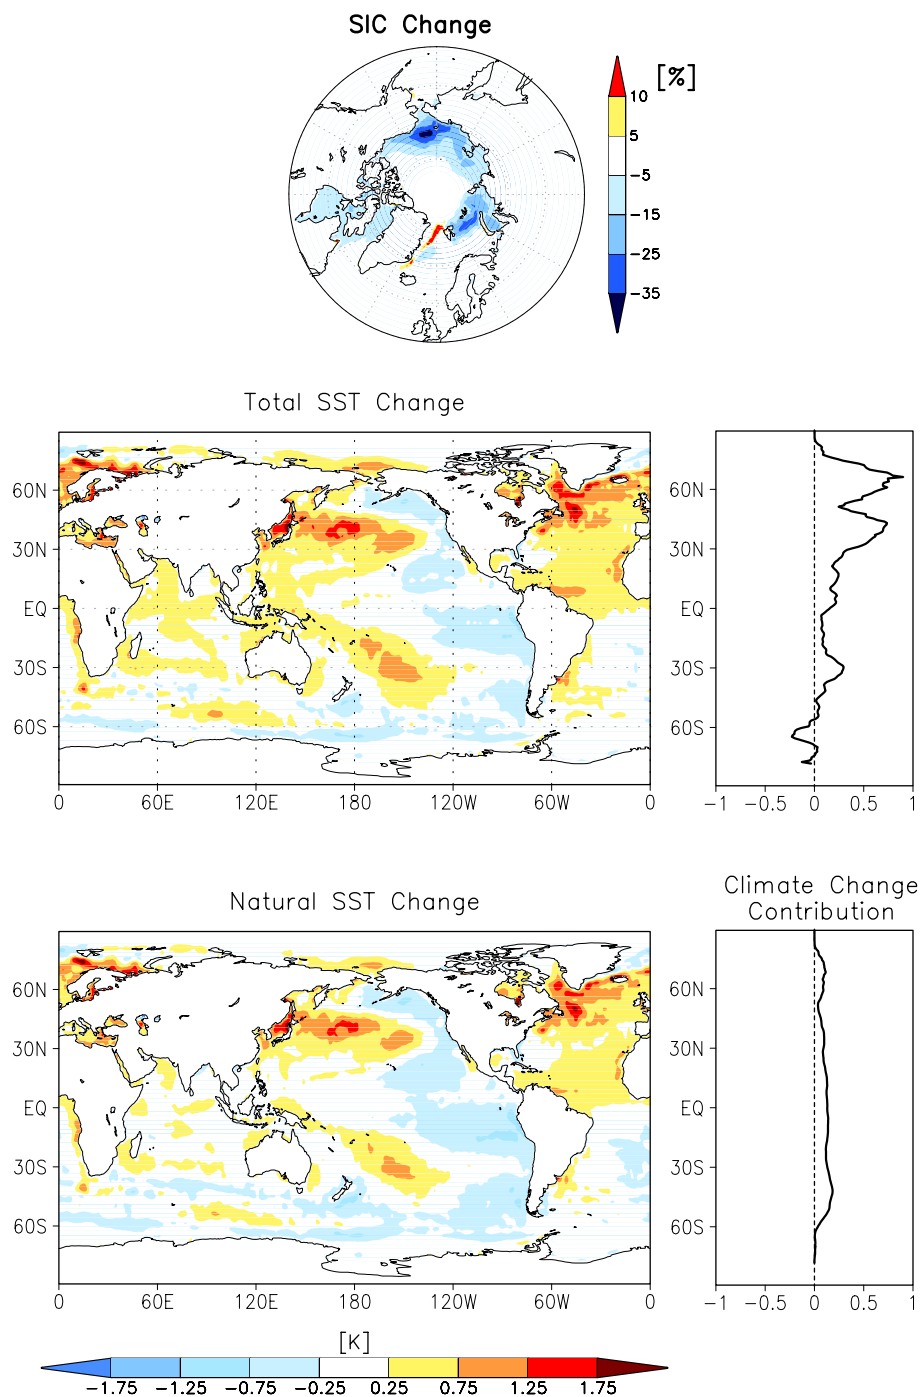 SIC Change
[%]
10
5
-5
-15
-25
-35
Total SST Change
60N
30N
EQ
30S
60S
0 60E 120E 180 120W 60W 0
60N
30N
EQ
30S
60S
-1 -0.5 0 0.5 1
Natural SST Change
60N
30N
EQ
30S
60S
0 60E 120E 180 120W 60W 0
Climate Change
Contribution
60N
30N
EQ
30S
60S
-1 -0.5 0 0.5 1
[K]
-1.75 -1.25 -0.75 -0.25 0.25 0.75 1.25 1.75